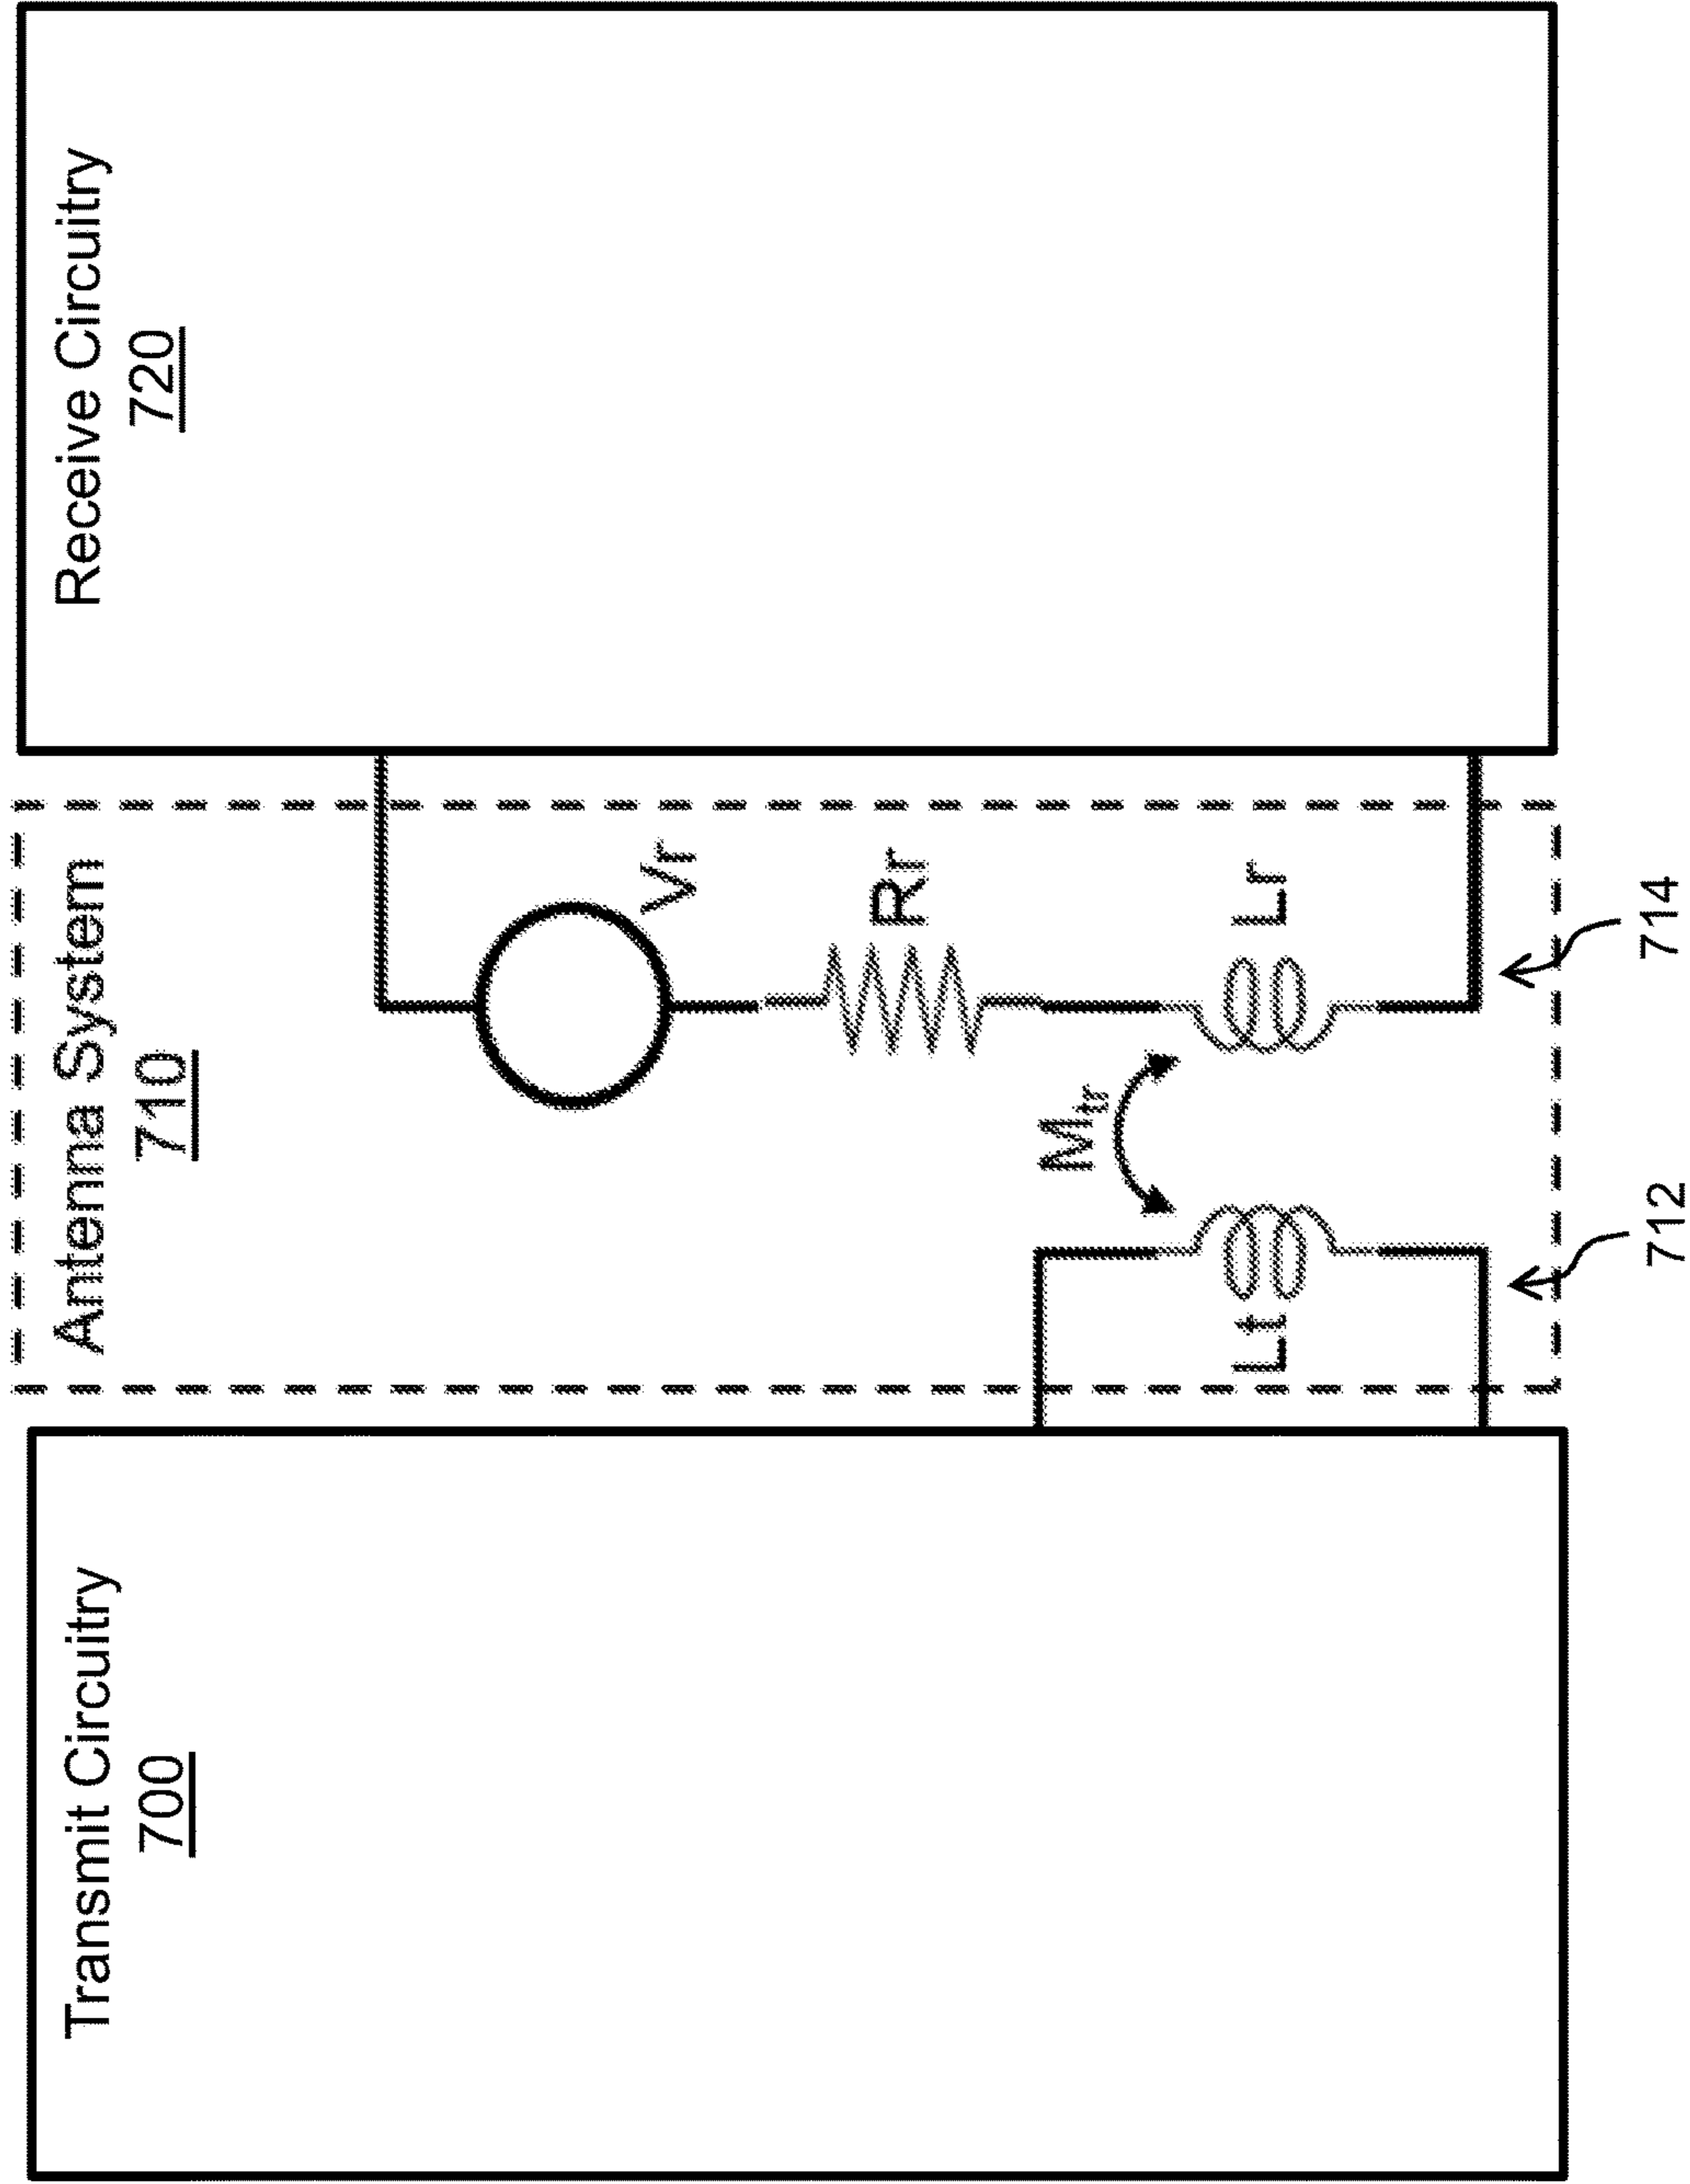 Transmit Circuitry
700
Antenna System
710
Receive Circuitry
720
Vr
Rr
Mtr
Lt
Lr
712
714